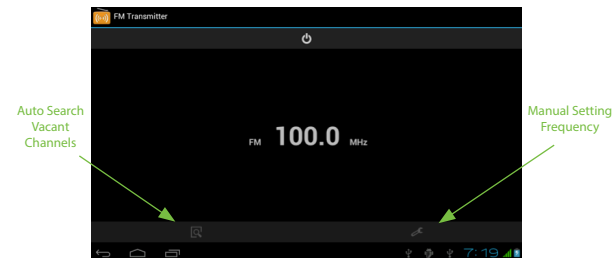 FM Transmitter
Auto Search
Vacant
Channels
Manual Setting
Frequency
FM 100.0 MHz
7:19